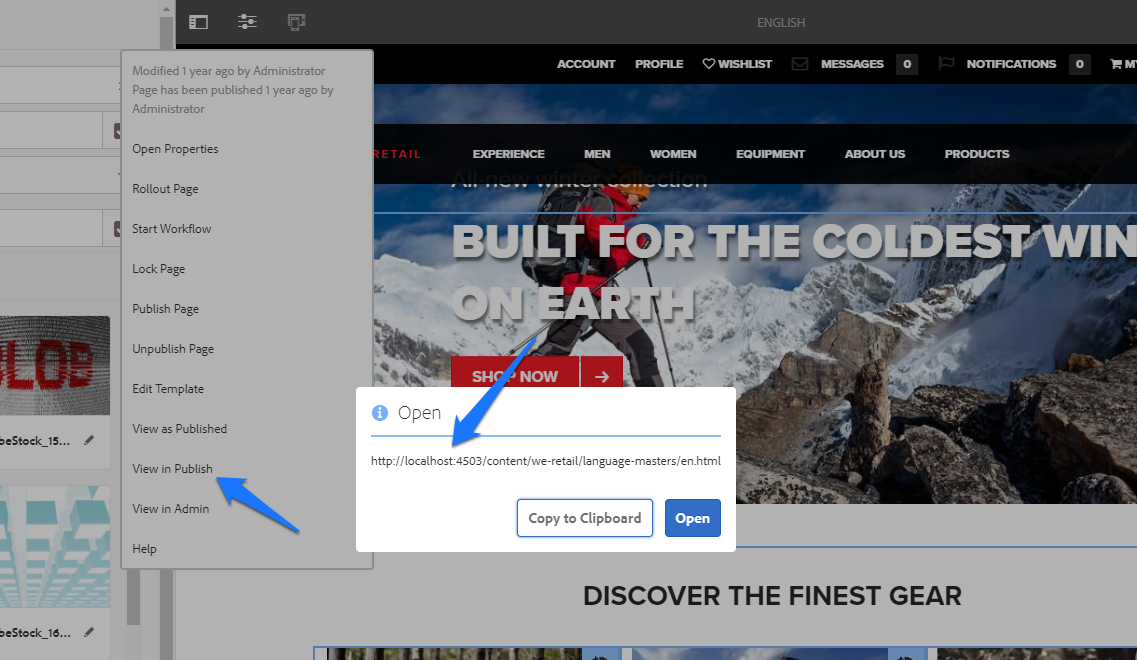 ENGLISH
ACCOUNT PROFILE WISHLIST MESSAGES 0 NOTIFICATIONS 0 MY
Modified 1 year ago by Administrator
Page has been published 1 year ago by
Administrator
Open Properties
Rollout Page
Start Workflow
Lock Page
Publish Page
Unpublish Page
Edit Template
View as Published
View in Publish
View in Admin
Help
RETAIL EXPERIENCE MEN WOMEN EQUIPMENT ABOUT US PRODUCTS
All-new winter collection
BUILT FOR THE COLDEST WIN
ON EARTH
SHOP NOW
Open
http://localhost:4503/content/we-retail/language-masters/en.html
Copy to Clipboard Open
DISCOVER THE FINEST GEAR
LOB
beStock_15...
beStock_16...